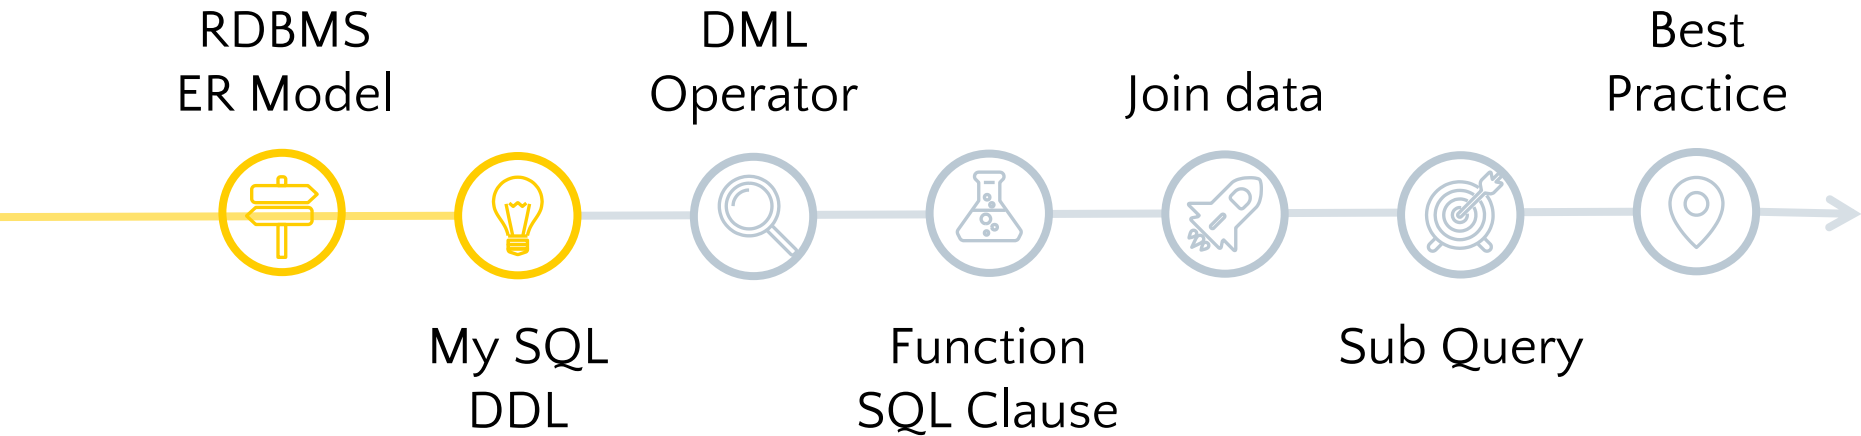 RDBMS
ER Model
My SQL
DDL
DML
Operator
Function
SQL Clause
Join data
Sub Query
Best
Practice